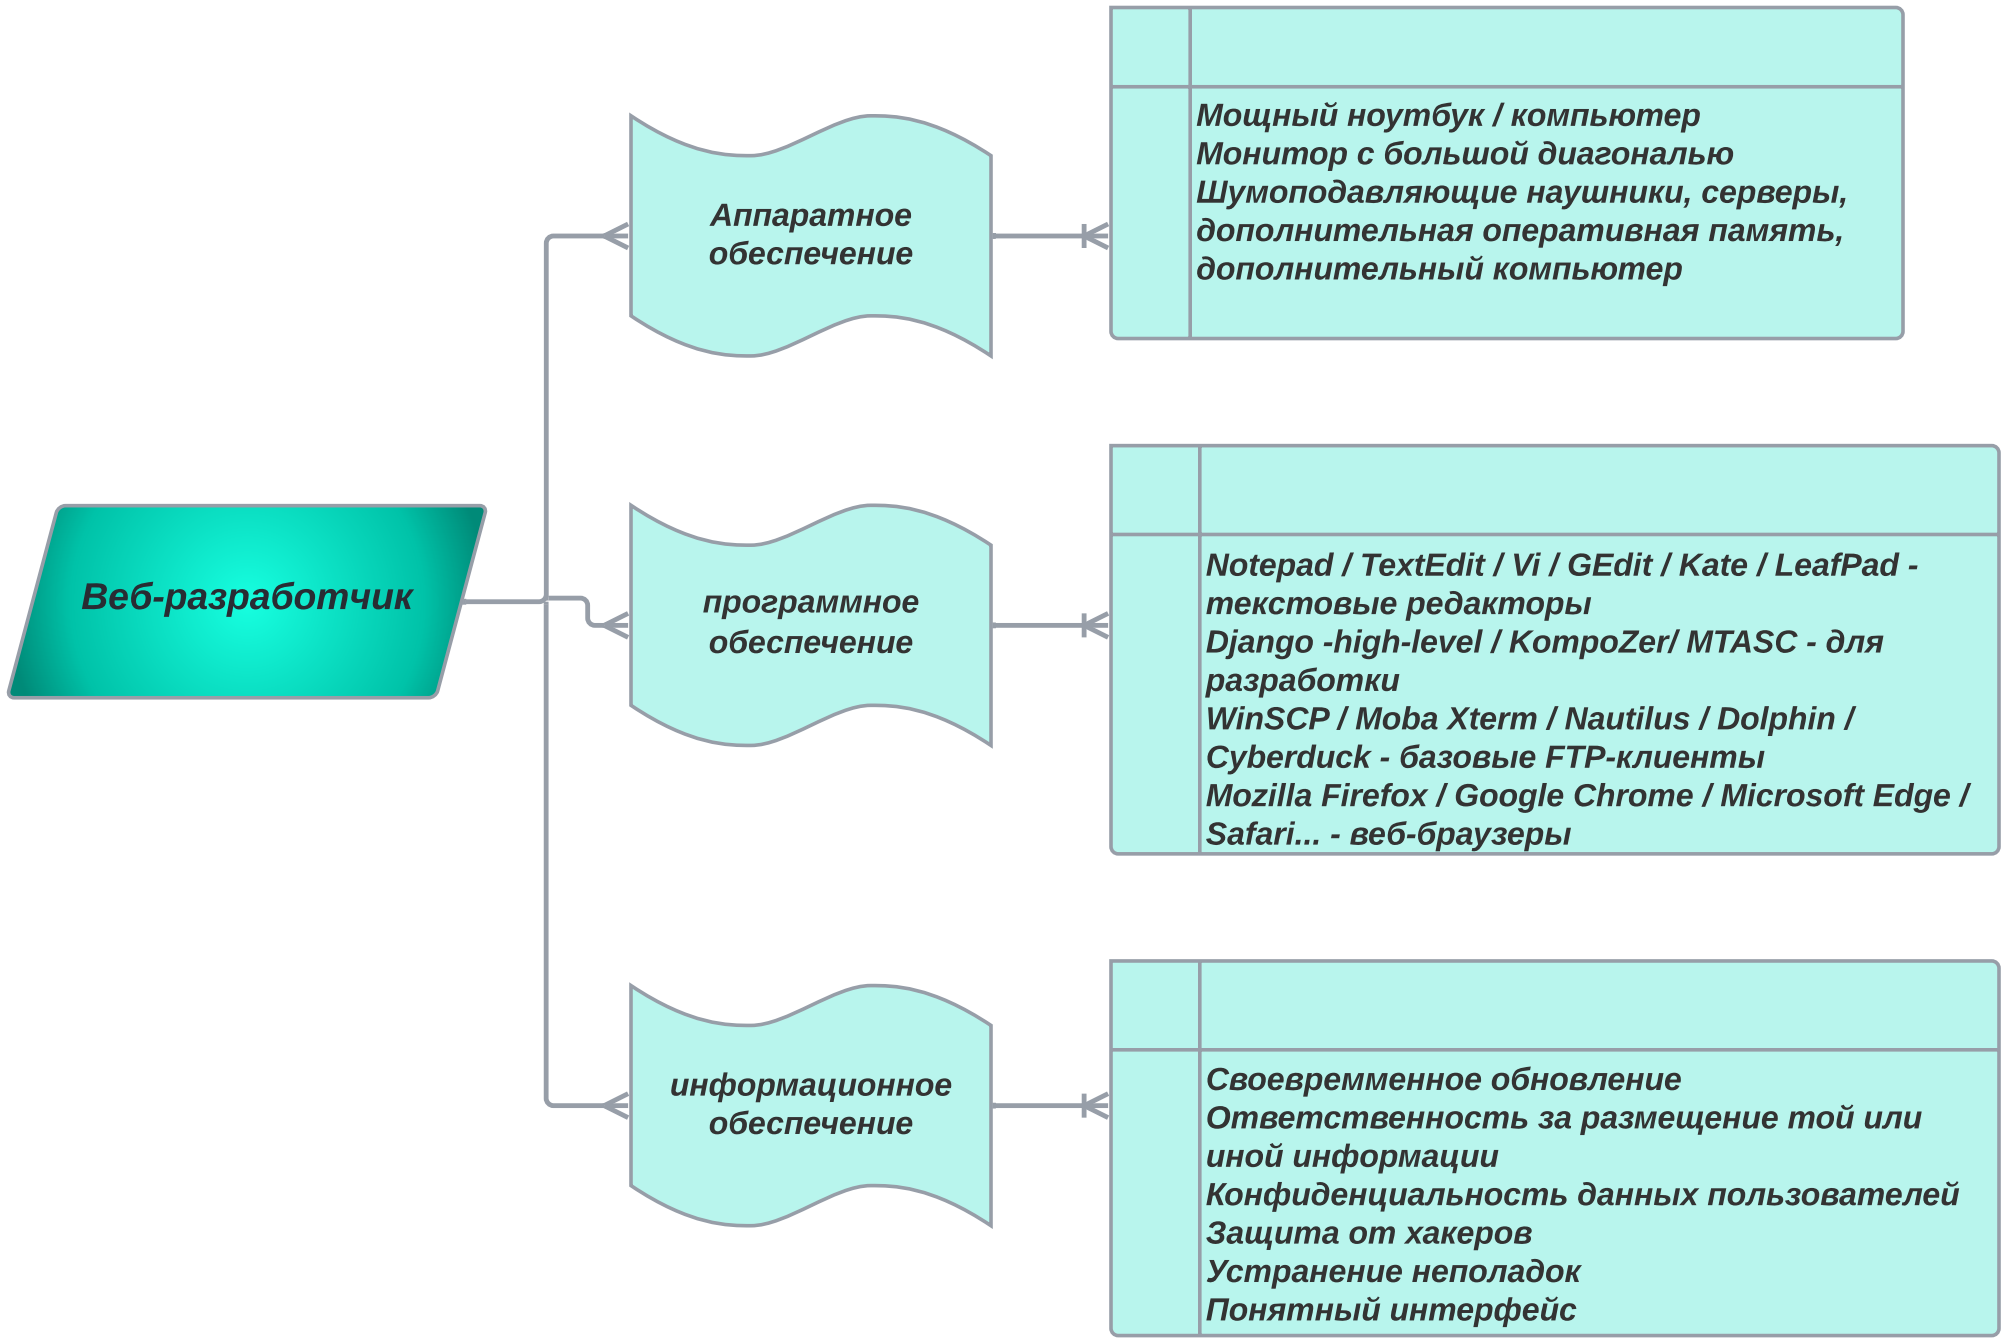 Веб-разработчик
Аппаратное
обеспечение
Мощный ноутбук / компьютер
Монитор с большой диагональю
Шумоподавляющие наушники, серверы,
дополнительная оперативная память,
дополнительный компьютер
программное
обеспечение
Notepad / TextEdit / Vi / GEdit / Kate / LeafPad -
текстовые редакторы
Django -high-level / KompoZer/ MTASC - для
разработки
WinSCP / Moba Xterm / Nautilus / Dolphin /
Cyberduck - базовые FTP-клиенты
Mozilla Firefox / Google Chrome / Microsoft Edge /
Safari... - веб-браузеры
информационное
обеспечение
Своевремменное обновление
Ответственность за размещение той или
иной информации
Конфиденциальность данных пользователей
Защита от хакеров
Устранение неполадок
Понятный интерфейс